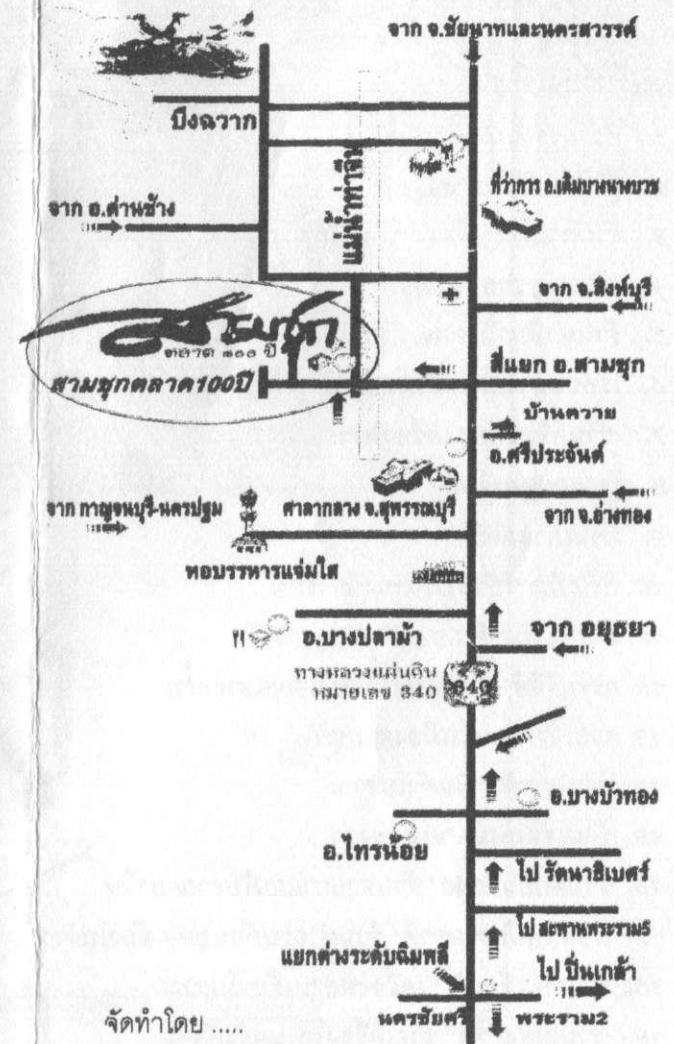 จาก จ.ชัยนาทและนครสวรรค์
บึงฉวาก
แม่น้ำท่าจีน
ที่ว่าการ อ.เดิมบางนางบวช
จาก อ.ด่านช้าง
จาก จ.สิงห์บุรี
สามชุก
ตลาด ๑๐๐ ปี
สี่แยก อ.สามชุก
สามชุกตลาด100ปี
บ้านควาย
อ.ศรีประจันต์
จาก กาญจนบุรี-นครปฐม
ศาลากลาง จ.สุพรรณบุรี
จาก จ.อ่างทอง
หอบรรหารแจ่มใส
อ.บางปลาม้า
จาก อยุธยา
ทางหลวงแผ่นดิน
หมายเลข 340
340
อ.บางบัวทอง
อ.ไทรน้อย
ไป รัตนาธิเบศร์
ไป สะพานพระราม5
แยกต่างระดับฉิมพลี
ไป ปิ่นเกล้า
นครชัยศรี
พระราม2
จัดทำโดย .....